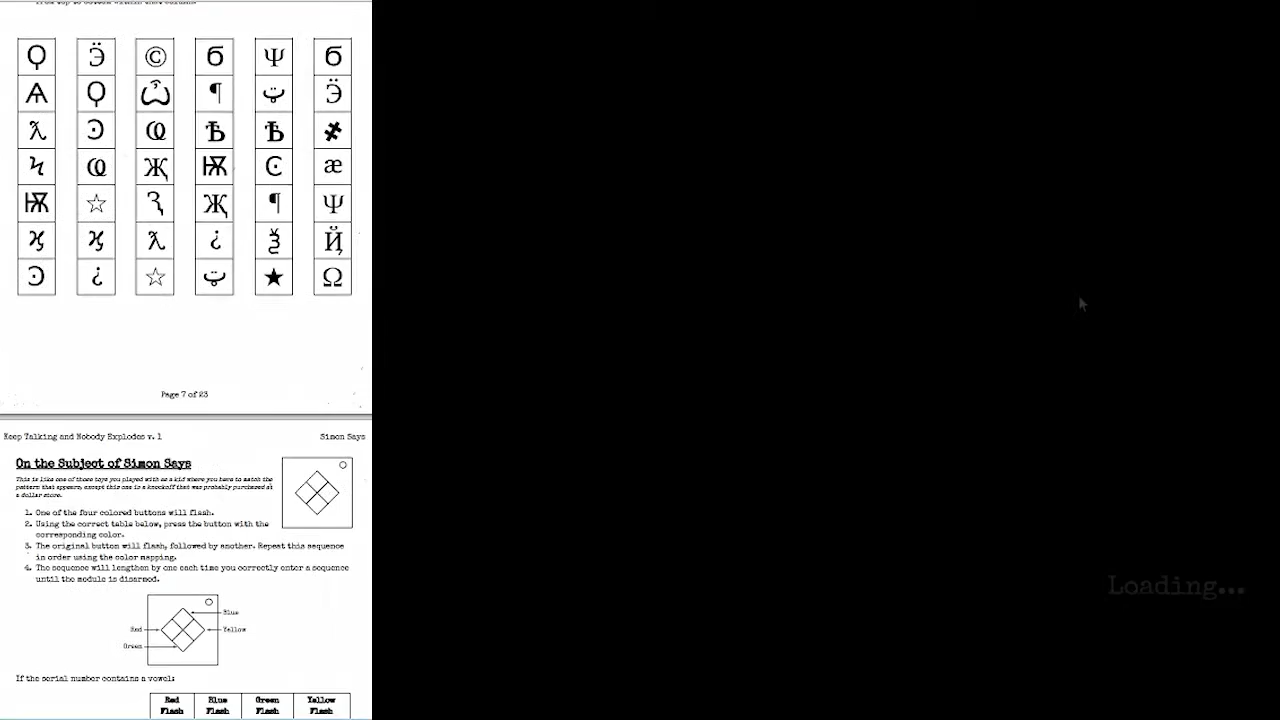 Ϙ Ӭ © б Ψ б
Ѧ Ϙ Ѽ ¶ ټ Ӭ
ƛ Ͽ Ҩ Ѣ Ѣ ҂
Ϟ Ҩ Җ Ѭ Ͼ æ
Ѭ ☆ Ԇ Җ ¶ Ψ
ϗ ϗ ƛ ¿ Ѯ Ҋ
Ͽ ¿ ☆ ټ ★ Ω
Page 7 of 23
Keep Talking and Nobody Explodes v. 1 Simon Says
On the Subject of Simon Says
This is like one of those toys you played with as a kid where you have to match the
pattern that appears, except this one is a knockoff that was probably purchased at
a dollar store.
1. One of the four colored buttons will flash.
2. Using the correct table below, press the button with the
corresponding color.
3. The original button will flash, followed by another. Repeat this sequence
in order using the color mapping.
4. The sequence will lengthen by one each time you correctly enter a sequence
until the module is disarmed.
Blue
Red Yellow
Green
If the serial number contains a vowel:
Red Blue Green Yellow
Flash Flash Flash Flash
Loading...